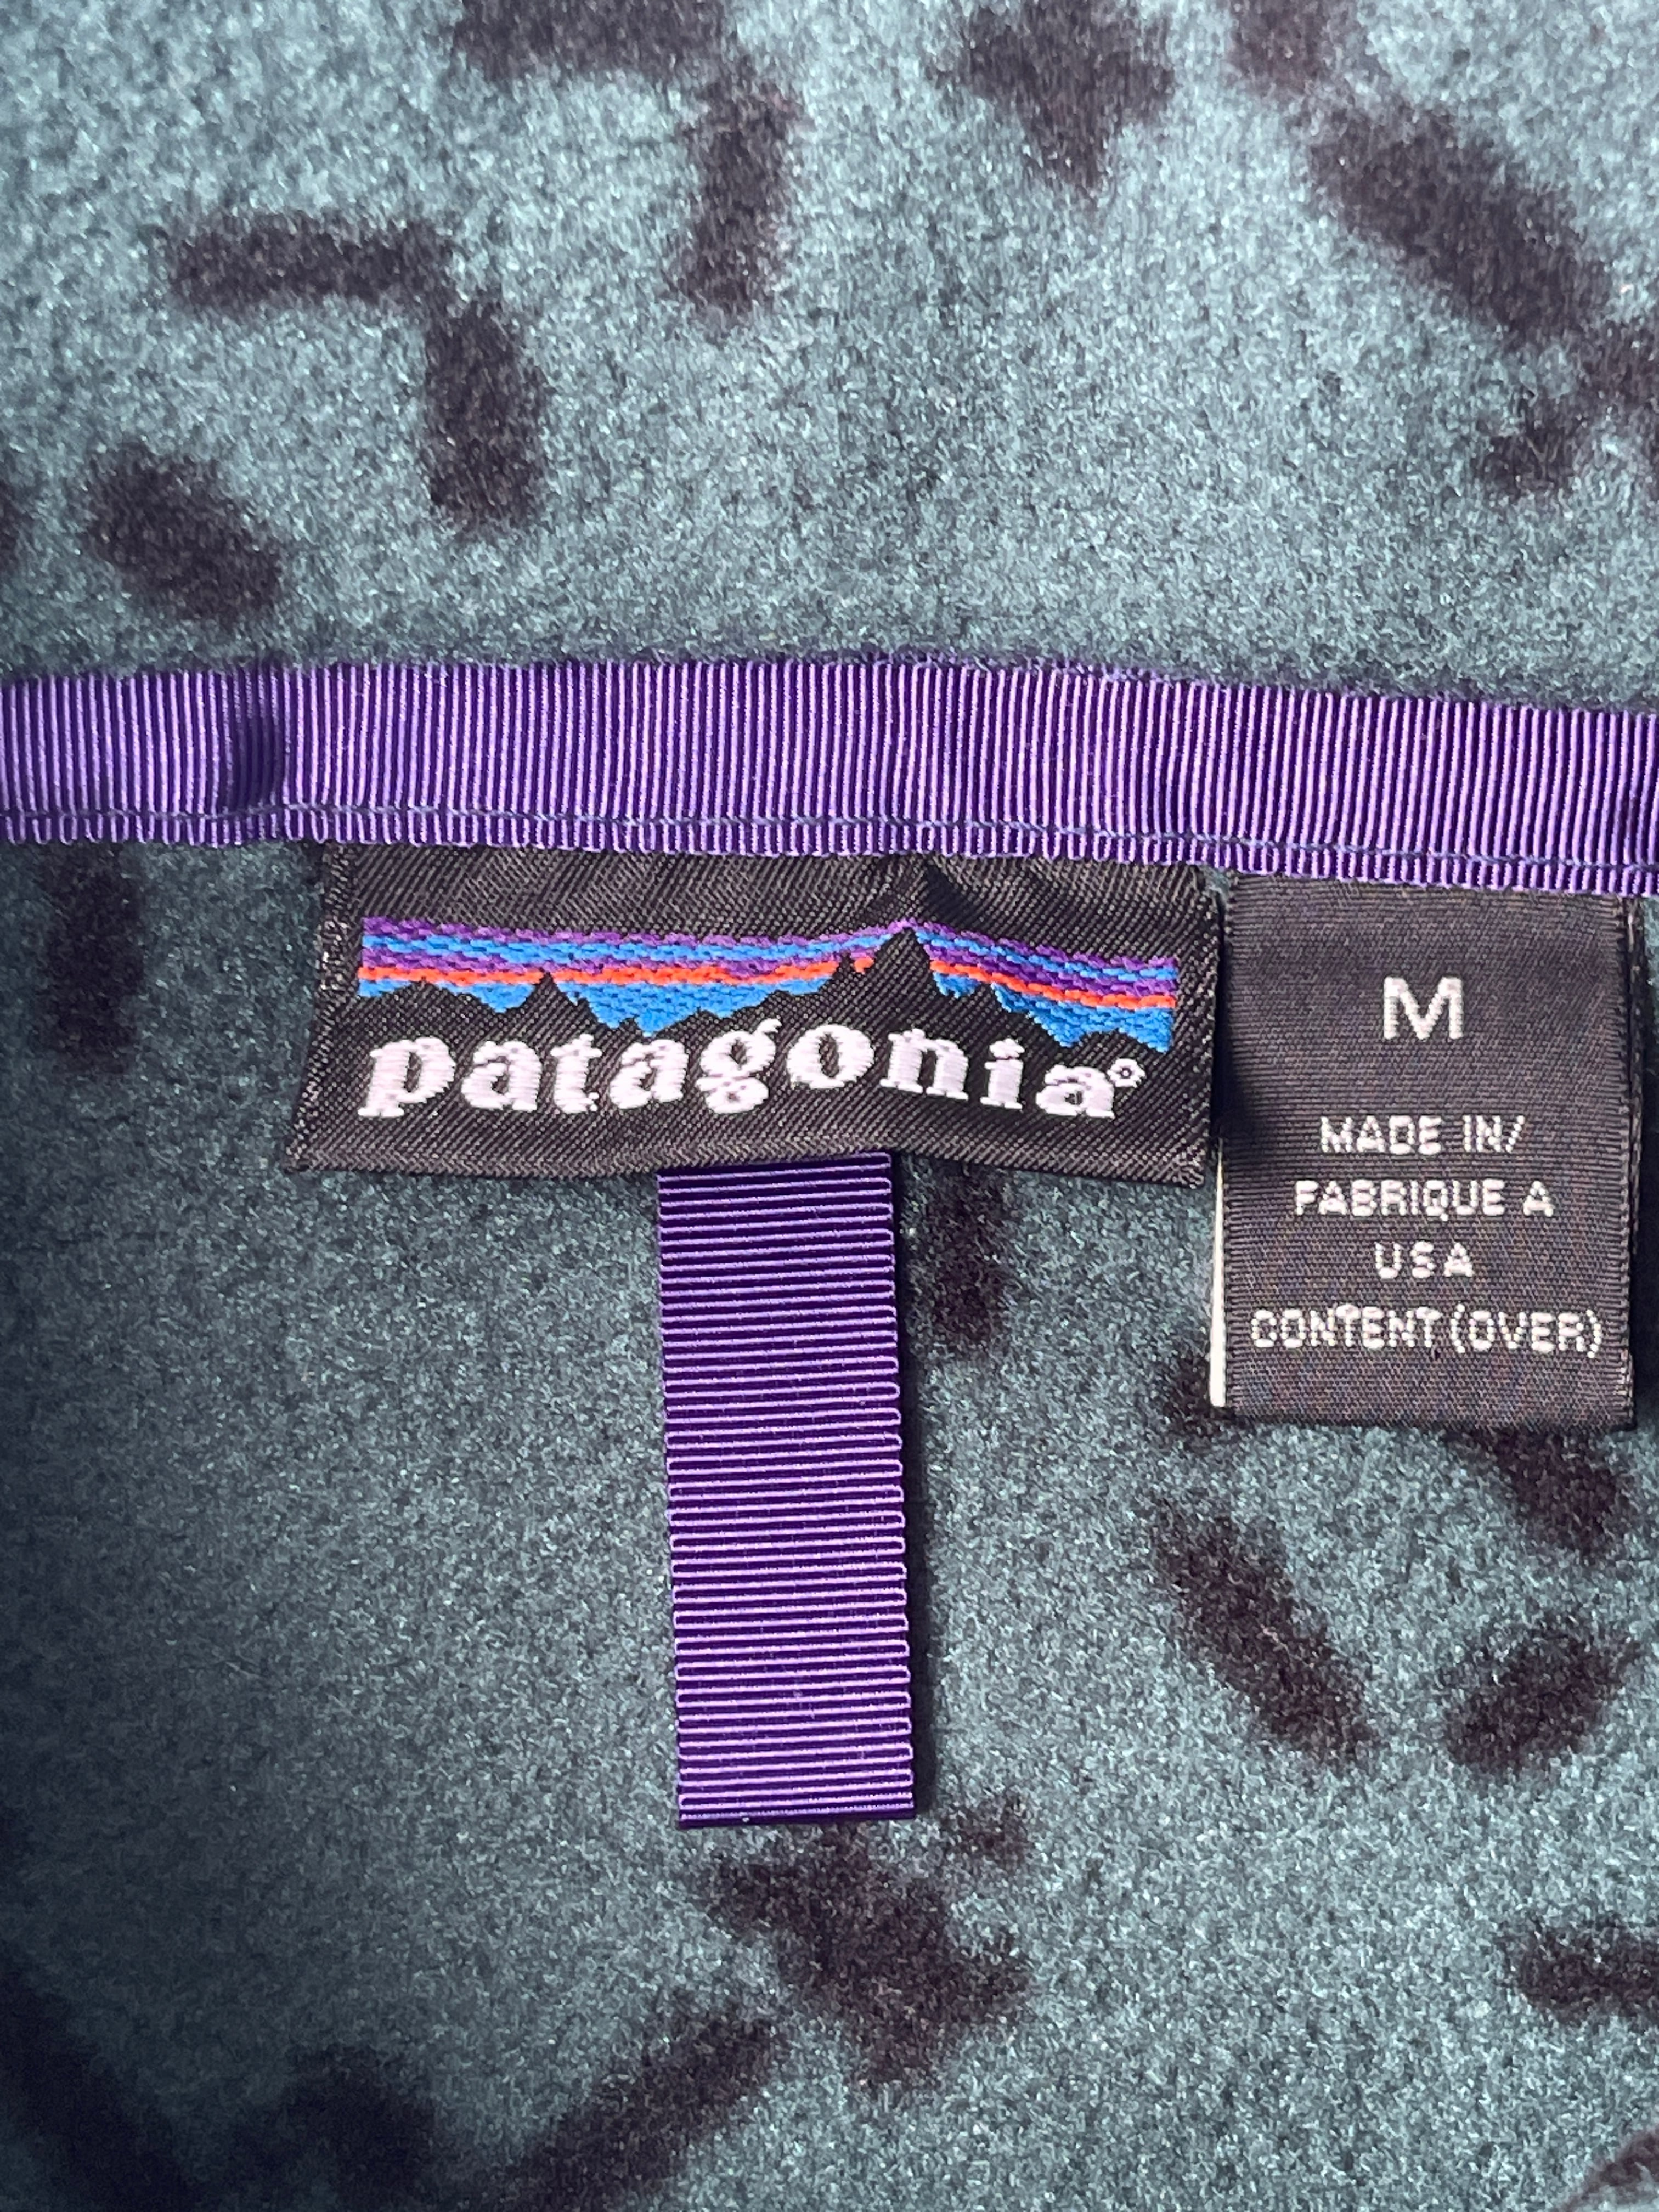 patagonia®
M
MADE IN/
FABRIQUE A
USA
CONTENT (OVER)